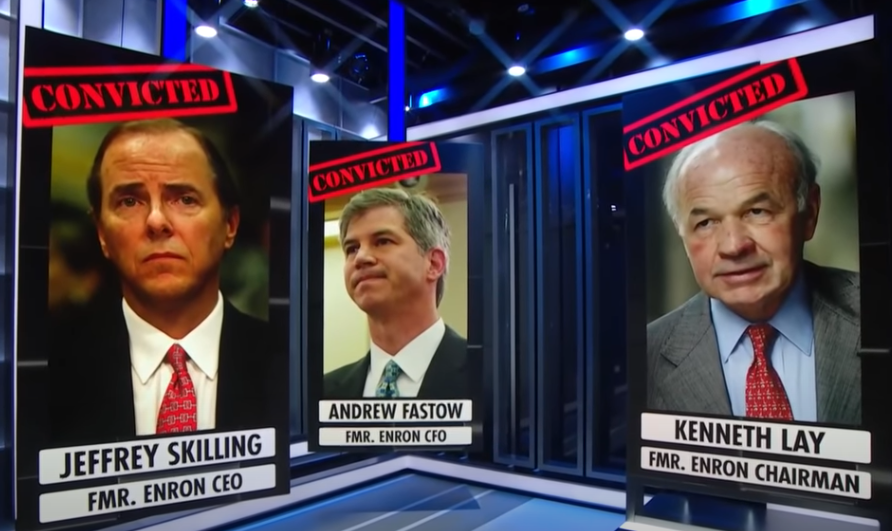 CONVICTED
JEFFREY SKILLING
FMR. ENRON CEO
CONVICTED
ANDREW FASTOW
FMR. ENRON CFO
CONVICTED
KENNETH LAY
FMR. ENRON CHAIRMAN